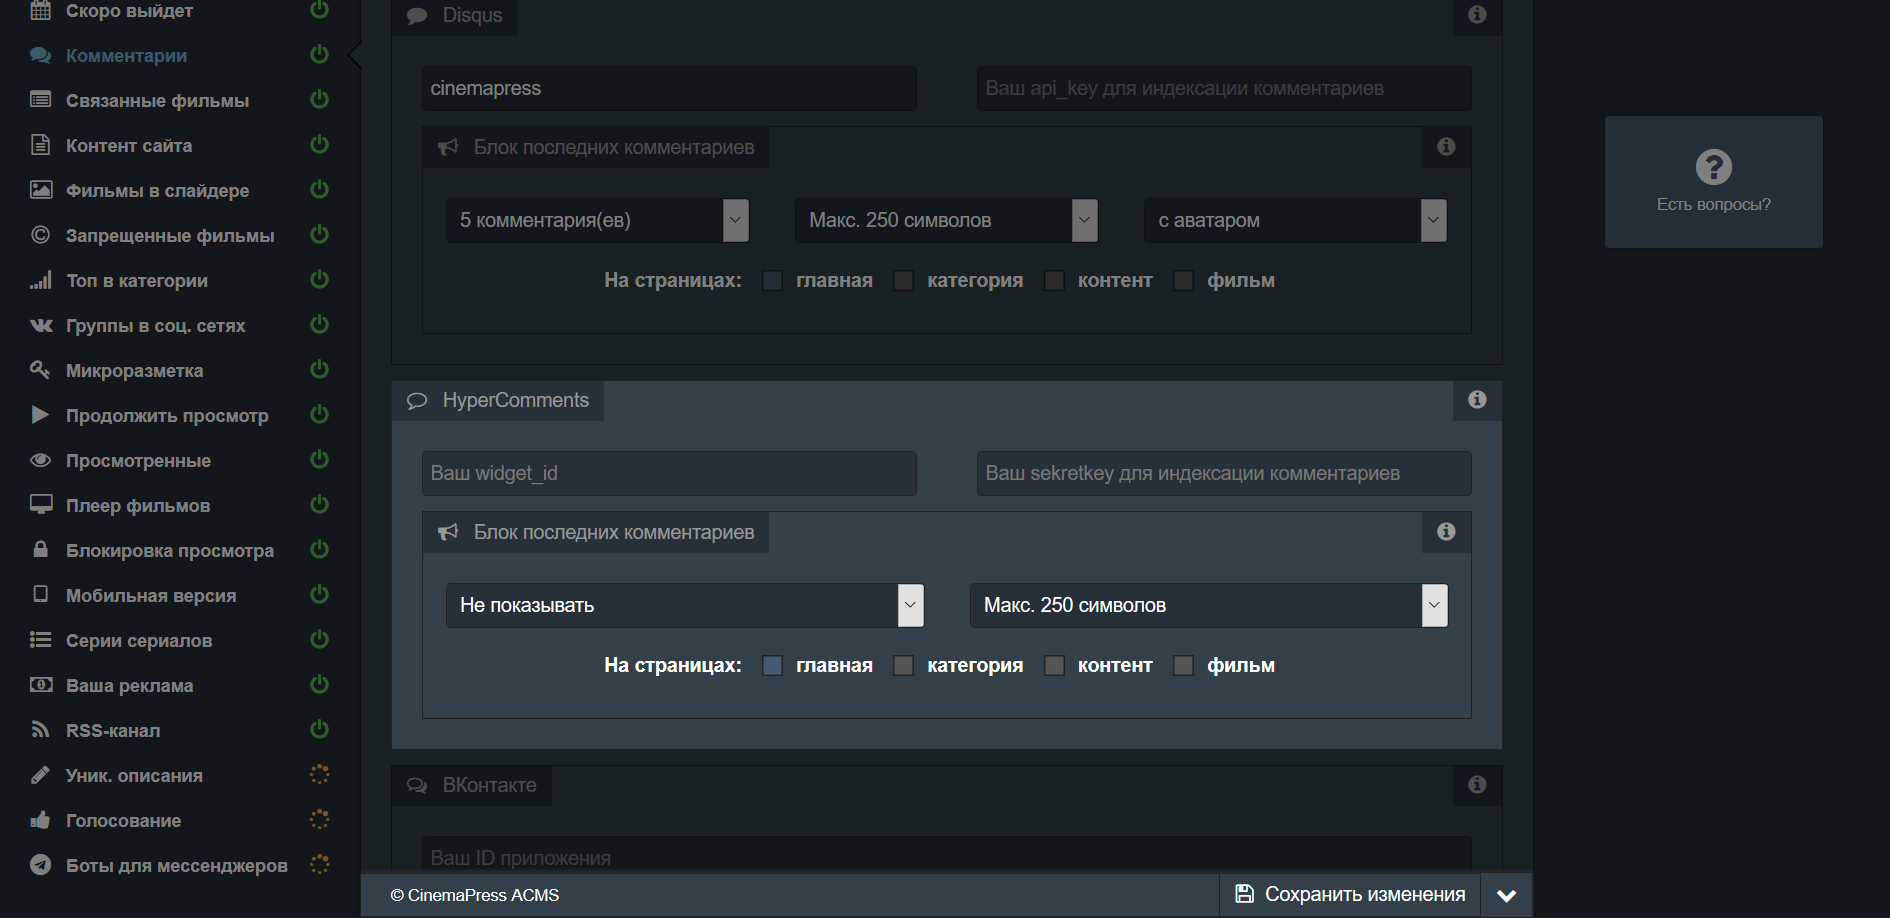 Скоро выйдет
Комментарии
Связанные фильмы
Контент сайта
Фильмы в слайдере
Запрещенные фильмы
Топ в категории
Группы в соц. сетях
Микроразметка
Продолжить просмотр
Просмотренные
Плеер фильмов
Блокировка просмотра
Мобильная версия
Серии сериалов
Ваша реклама
RSS-канал
Уник. описания
Голосование
Боты для мессенджеров
Disqus
cinemapress
Ваш api_key для индексации комментариев
Блок последних комментариев
5 комментария(ев)
Макс. 250 символов
с аватаром
На страницах: главная категория контент фильм
HyperComments
Ваш widget_id
Ваш sekretkey для индексации комментариев
Блок последних комментариев
Не показывать
Макс. 250 символов
На страницах: главная категория контент фильм
ВКонтакте
Ваш ID приложения
© CinemaPress ACMS
Сохранить изменения
Есть вопросы?